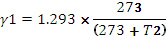 γ1 = 1.293 × 273 / (273 + T2)